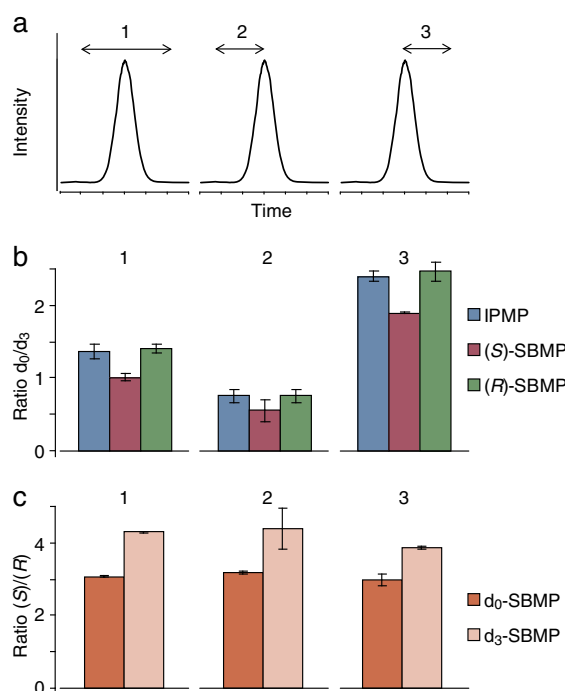 a
1
2
3
Intensity
Time
b
1
2
3
Ratio d0/d3
2
1
0
IPMP
(S)-SBMP
(R)-SBMP
c
1
2
3
Ratio (S)/(R)
4
2
0
d0-SBMP
d3-SBMP